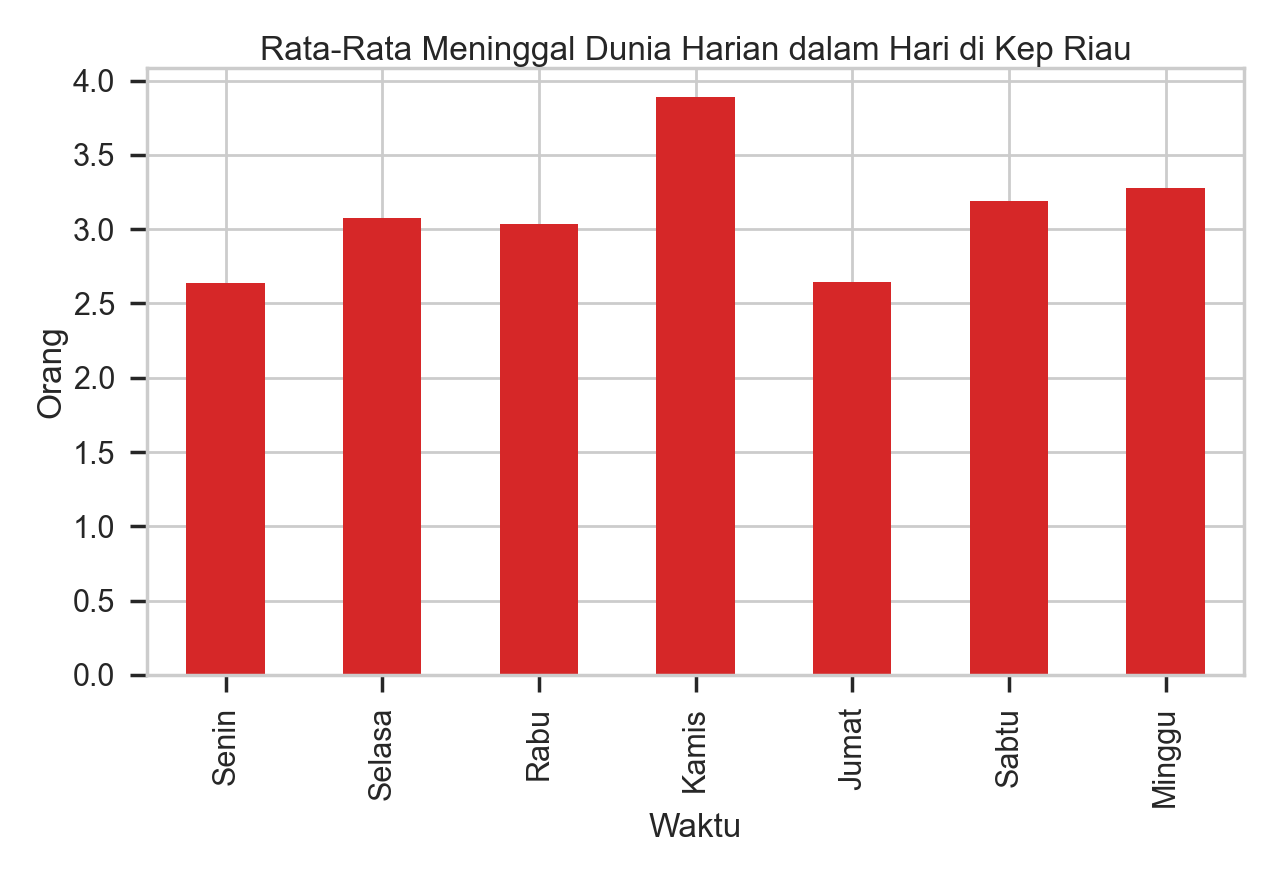 Rata-Rata Meninggal Dunia Harian dalam Hari di Kep Riau
4.0
3.5
3.0
2.5
2.0
1.5
1.0
0.5
0.0
Orang
Senin
Selasa
Rabu
Kamis
Jumat
Sabtu
Minggu
Waktu